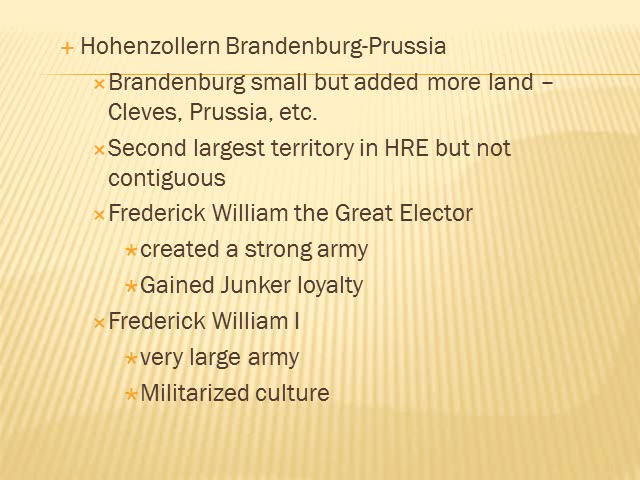 Hohenzollern Brandenburg-Prussia
Brandenburg small but added more land –
Cleves, Prussia, etc.
Second largest territory in HRE but not
contiguous
Frederick William the Great Elector
created a strong army
Gained Junker loyalty
Frederick William I
very large army
Militarized culture